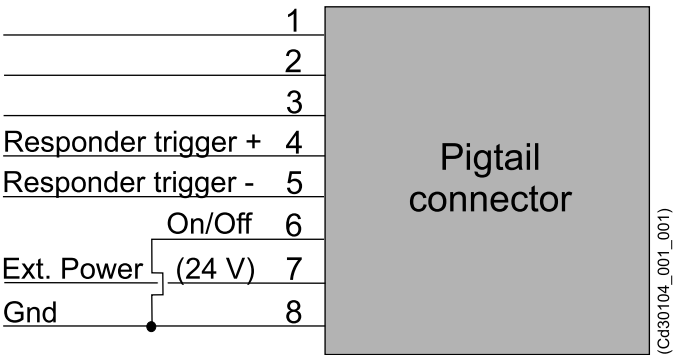 1
2
3
Responder trigger + 4
Responder trigger - 5
On/Off 6
Ext. Power (24 V) 7
Gnd 8
Pigtail
connector
(Cd30104_001_001)